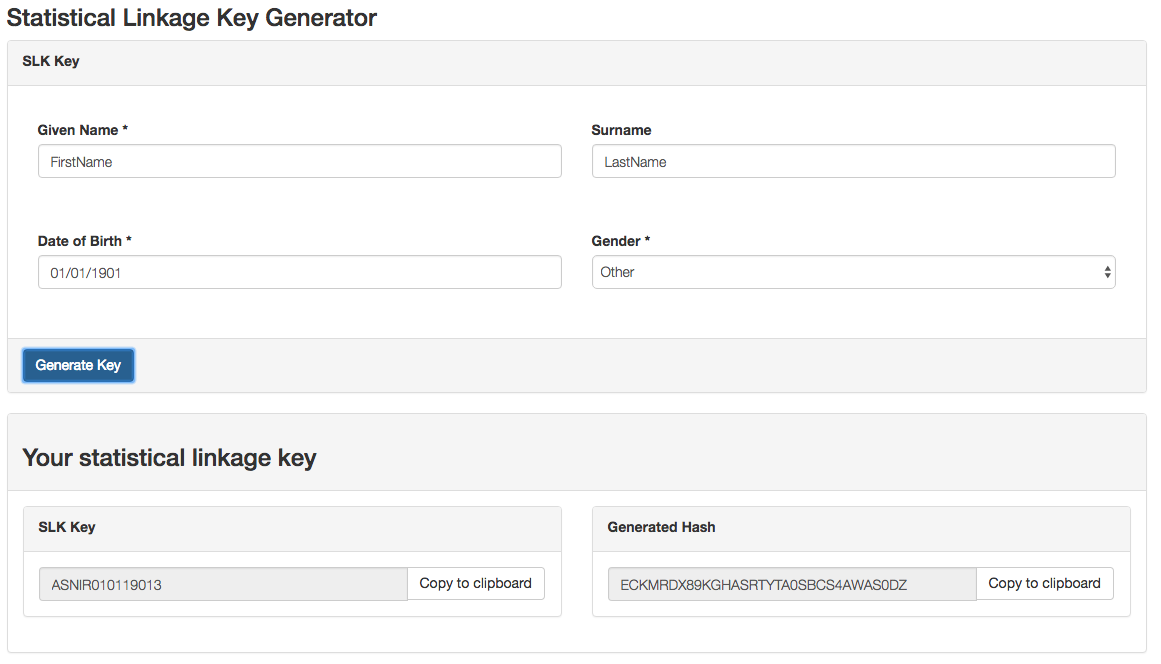 Statistical Linkage Key Generator
SLK Key
Given Name * Surname
FirstName LastName
Date of Birth * Gender *
01/01/1901 Other
Generate Key
Your statistical linkage key
SLK Key Generated Hash
ASNIR010119013 Copy to clipboard ECKMRDX89KGHASRTYTA0SBCS4AWAS0DZ Copy to clipboard